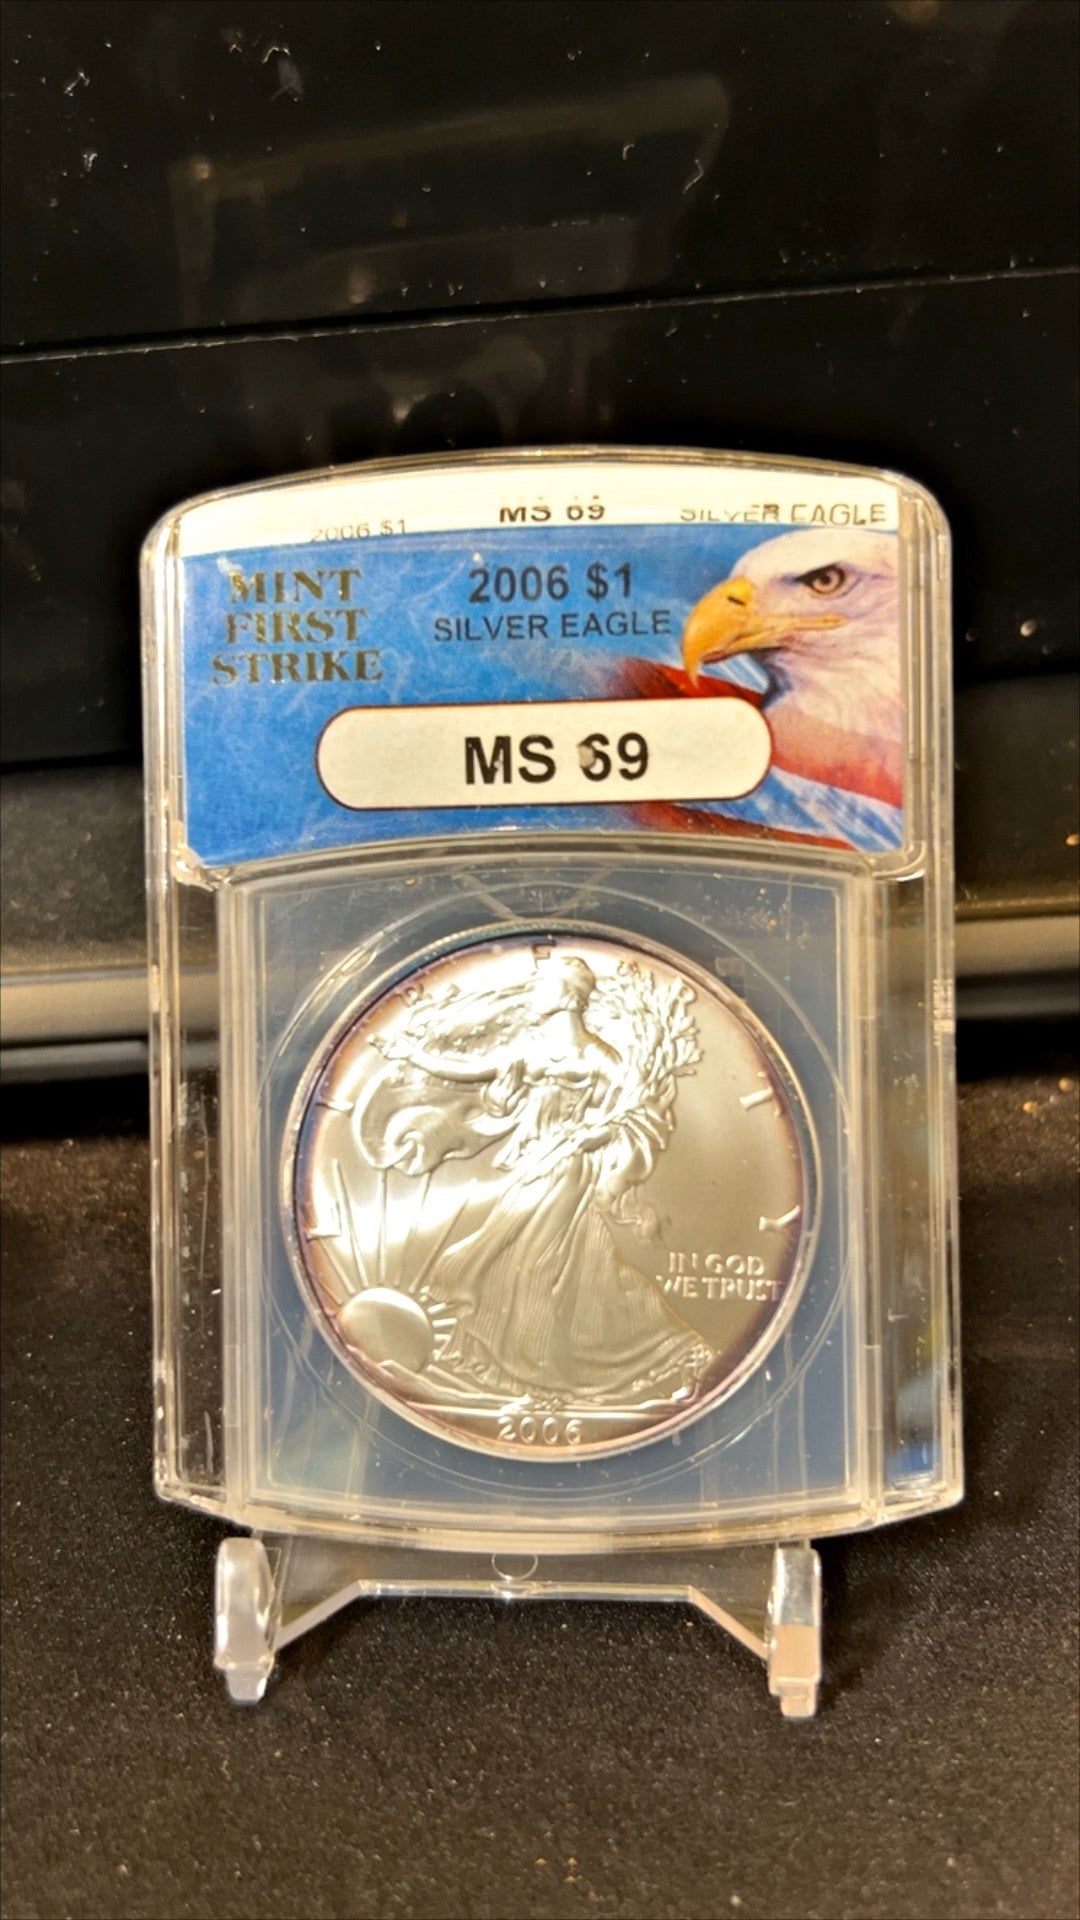 2006 $1 MS 69 SILVER EAGLE
MINT
FIRST
STRIKE
2006 $1
SILVER EAGLE
MS 69
IN GOD
WE TRUST
2006